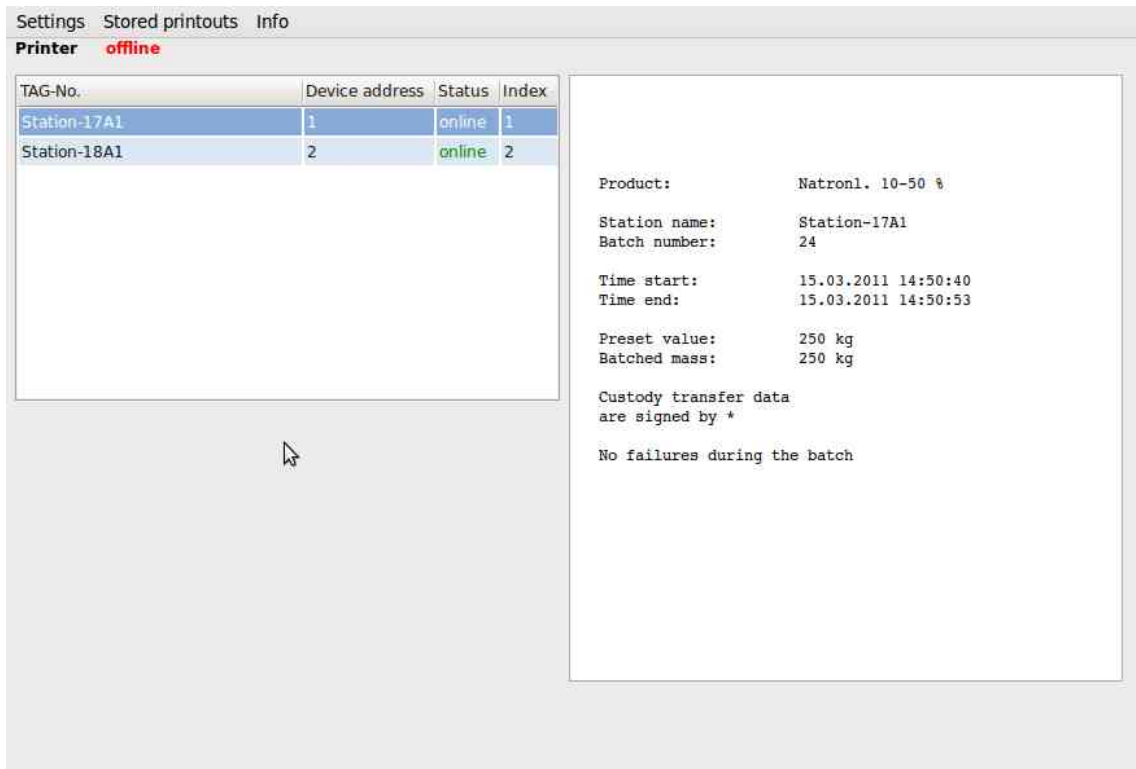 Settings Stored printouts Info
Printer offline
TAG-No. Device address Status Index
Station-17A1 1 online 1
Station-18A1 2 online 2
Product: Natronl. 10-50 %
Station name: Station-17A1
Batch number: 24
Time start: 15.03.2011 14:50:40
Time end: 15.03.2011 14:50:53
Preset value: 250 kg
Batched mass: 250 kg
Custody transfer data
are signed by *
No failures during the batch